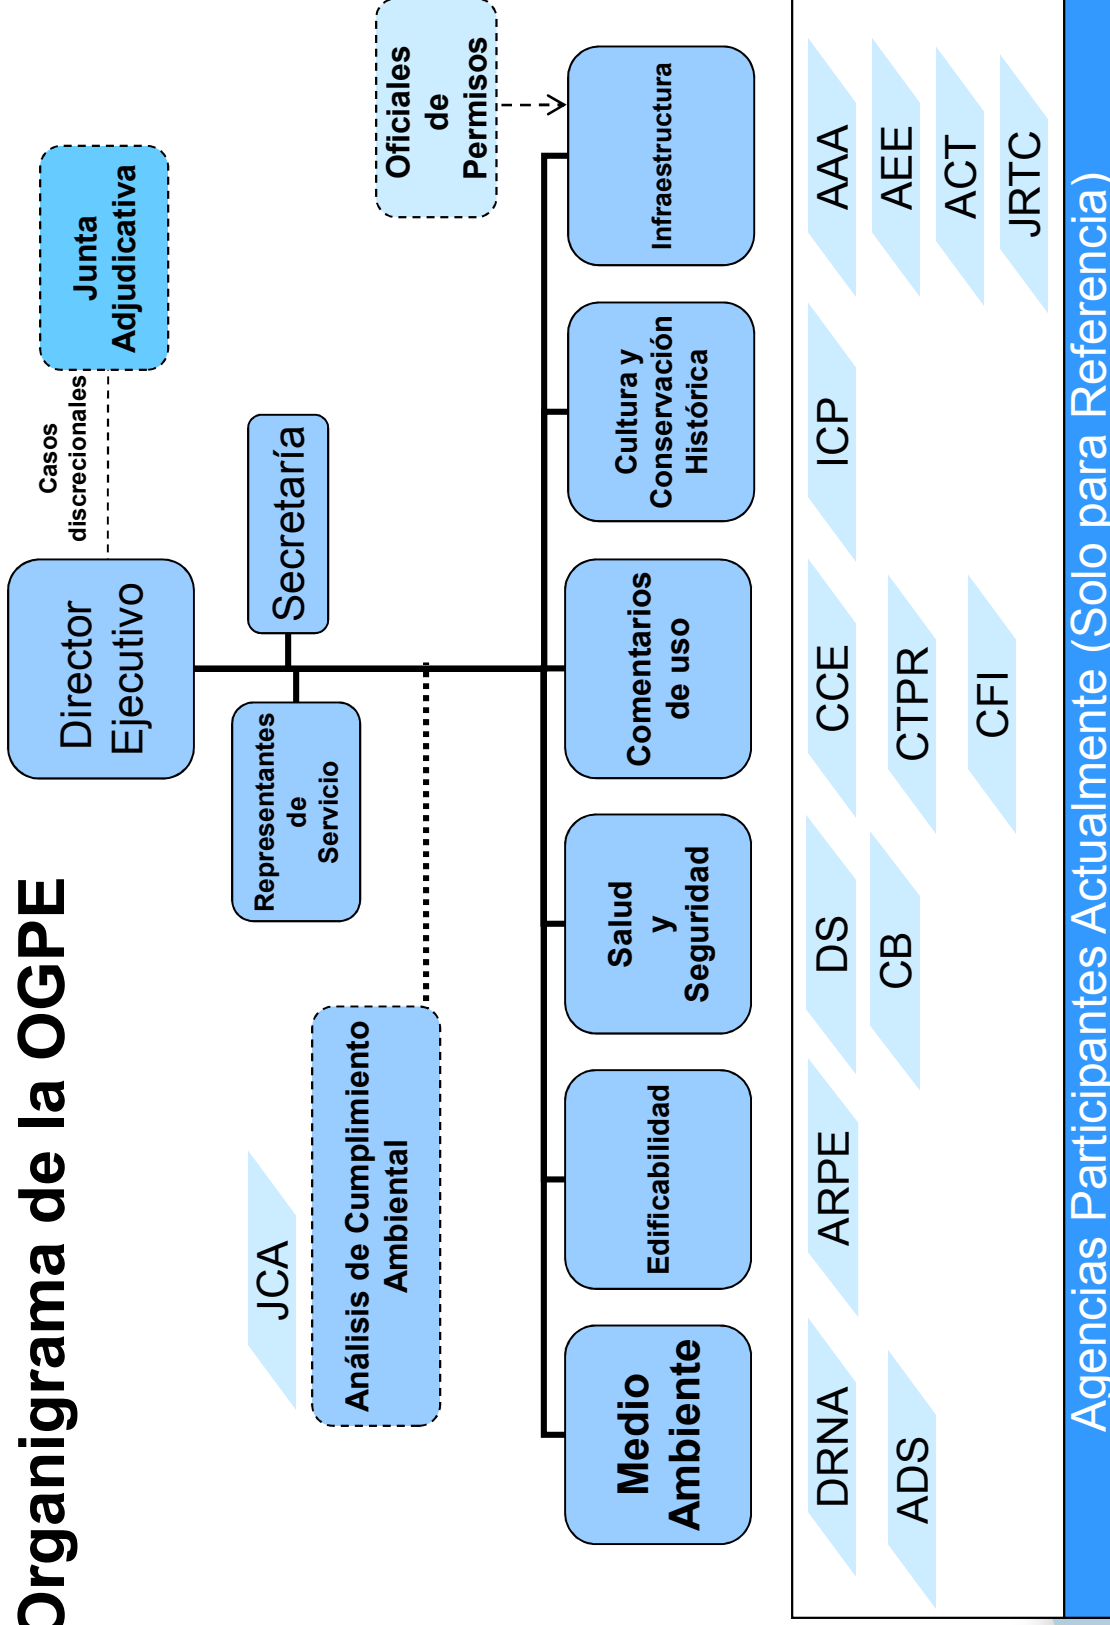 Organigrama de la OGPE
Director
Ejecutivo
Casos
discrecionales
Junta
Adjudicativa
Representantes
de
Servicio
Secretaría
JCA
Análisis de Cumplimiento
Ambiental
Oficiales
de
Permisos
Medio
Ambiente
Edificabilidad
Salud
y
Seguridad
Comentarios
de uso
Cultura y
Conservación
Histórica
Infraestructura
DRNA
ADS
ARPE
DS
CB
CCE
CTPR
CFI
ICP
AAA
AEE
ACT
JRTC
Agencias Participantes Actualmente (Solo para Referencia)